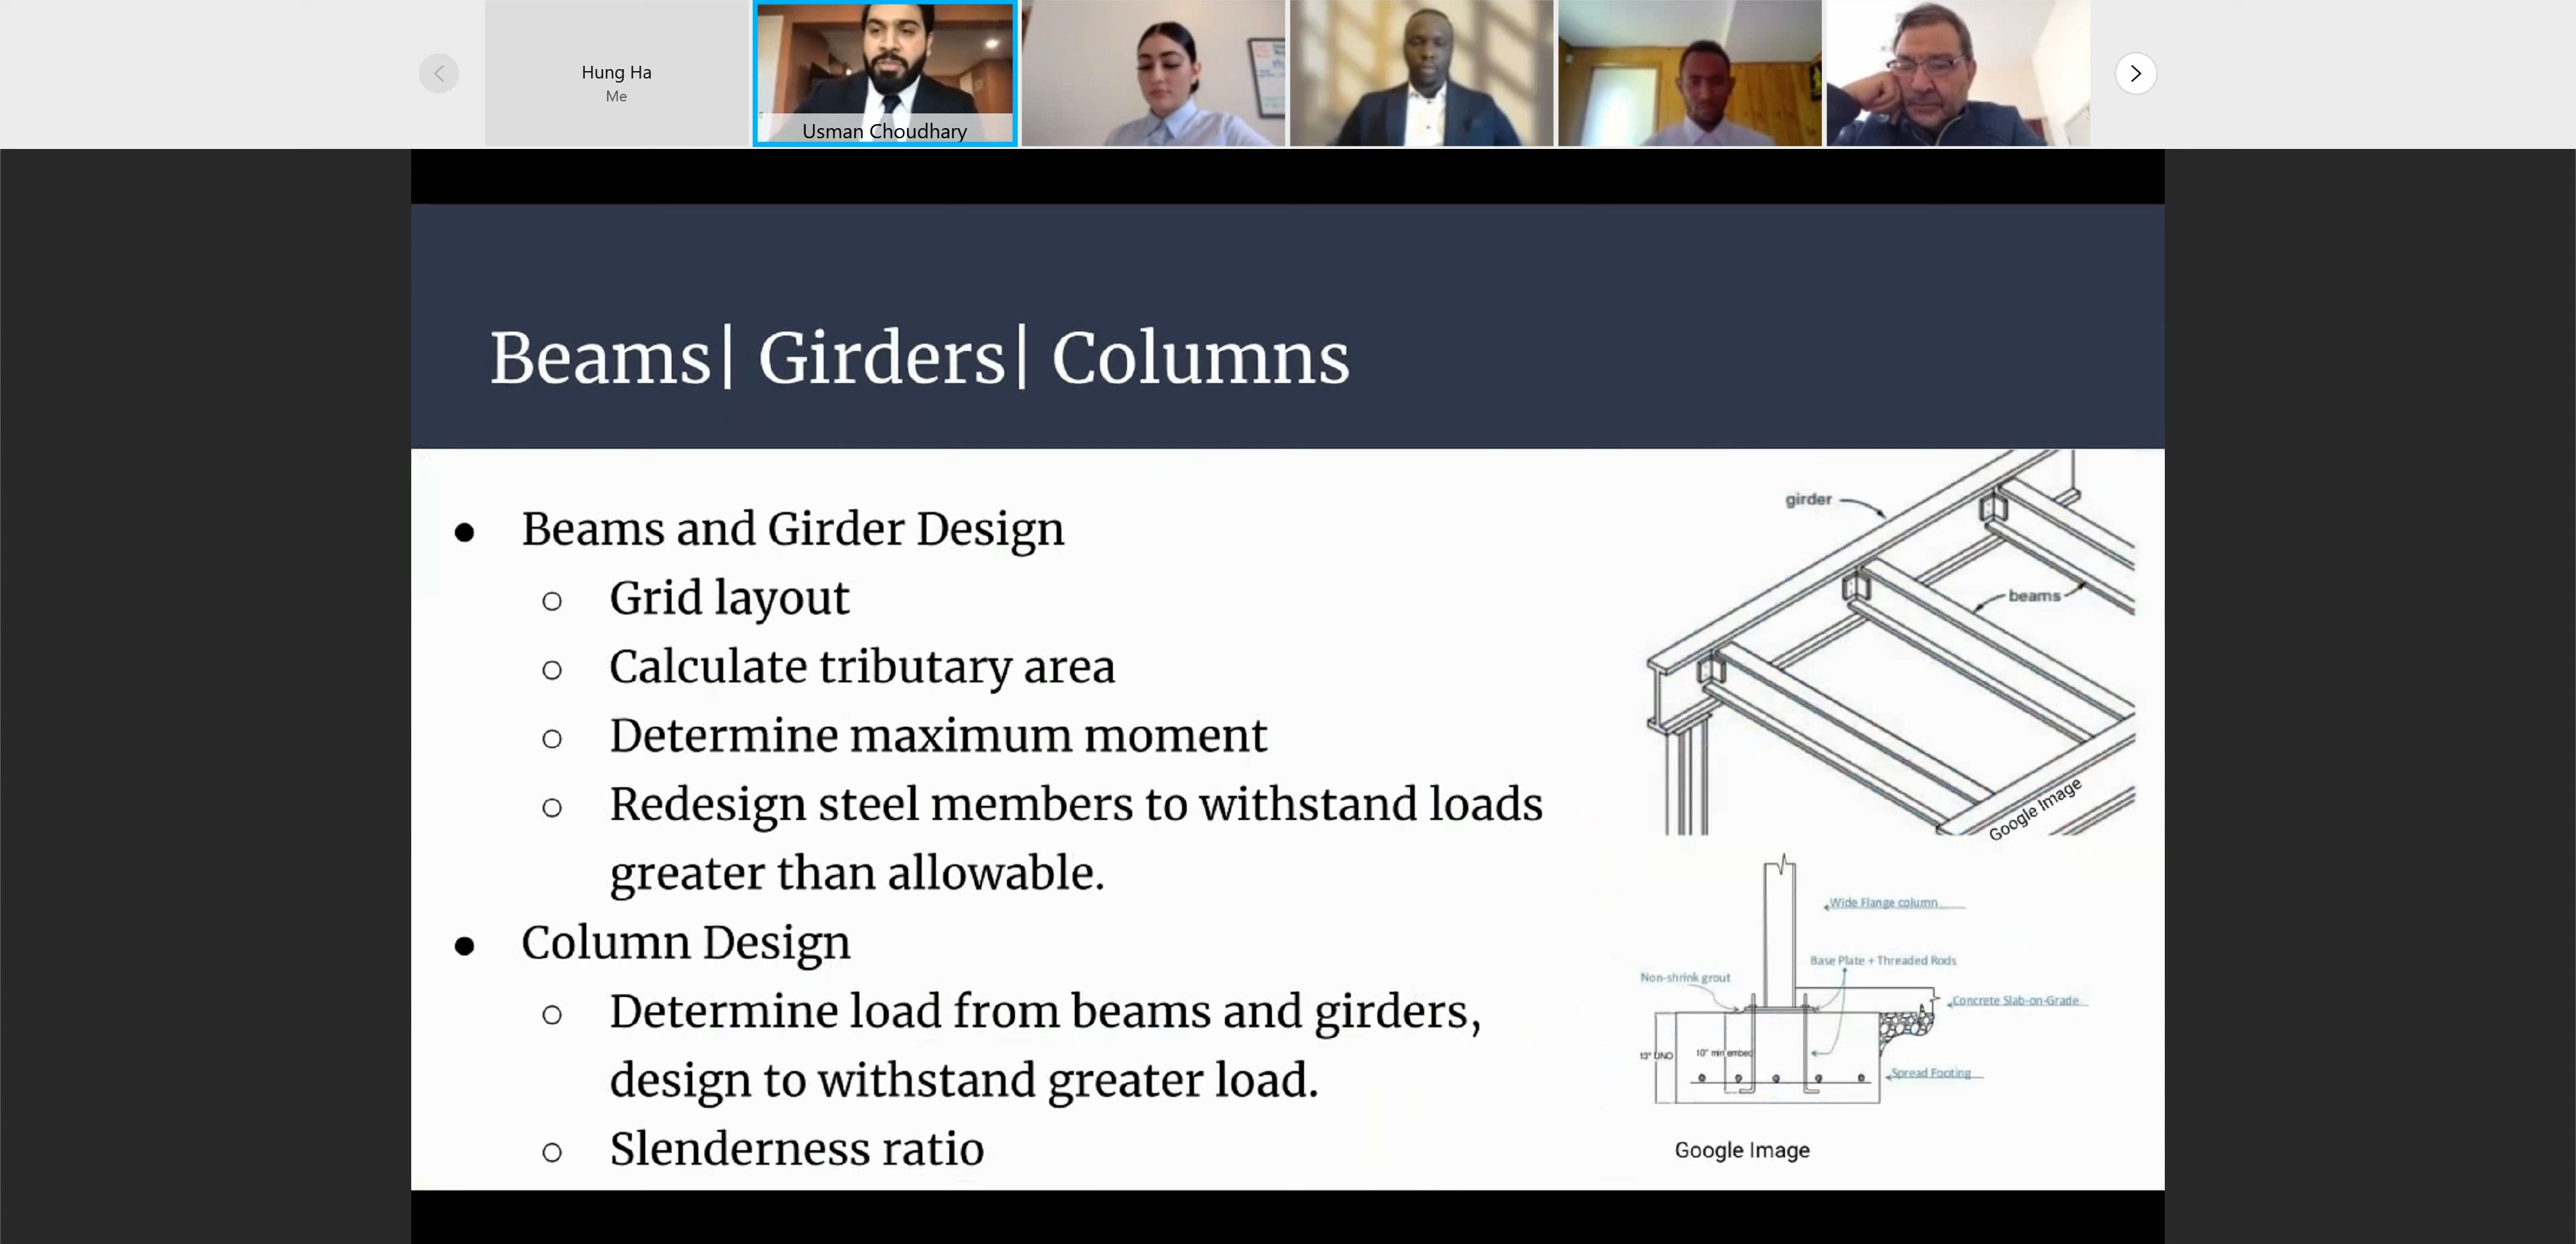 Hung Ha
Me
Usman Choudhary
Beams| Girders| Columns
● Beams and Girder Design
○ Grid layout
○ Calculate tributary area
○ Determine maximum moment
○ Redesign steel members to withstand loads
greater than allowable.
● Column Design
○ Determine load from beams and girders,
design to withstand greater load.
○ Slenderness ratio
girder
beams
Google Image
Wide Flange column
Base Plate + Threaded Rods
Non-shrink grout
Concrete Slab-on-Grade
13" UNO
10" min embed
Spread Footing
Google Image